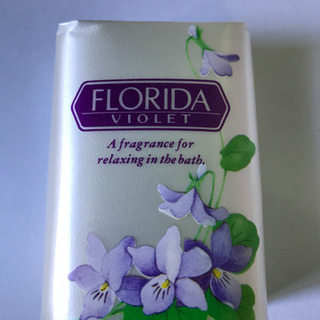 FLORIDA
VIOLET
A fragrance for
relaxing in the bath.